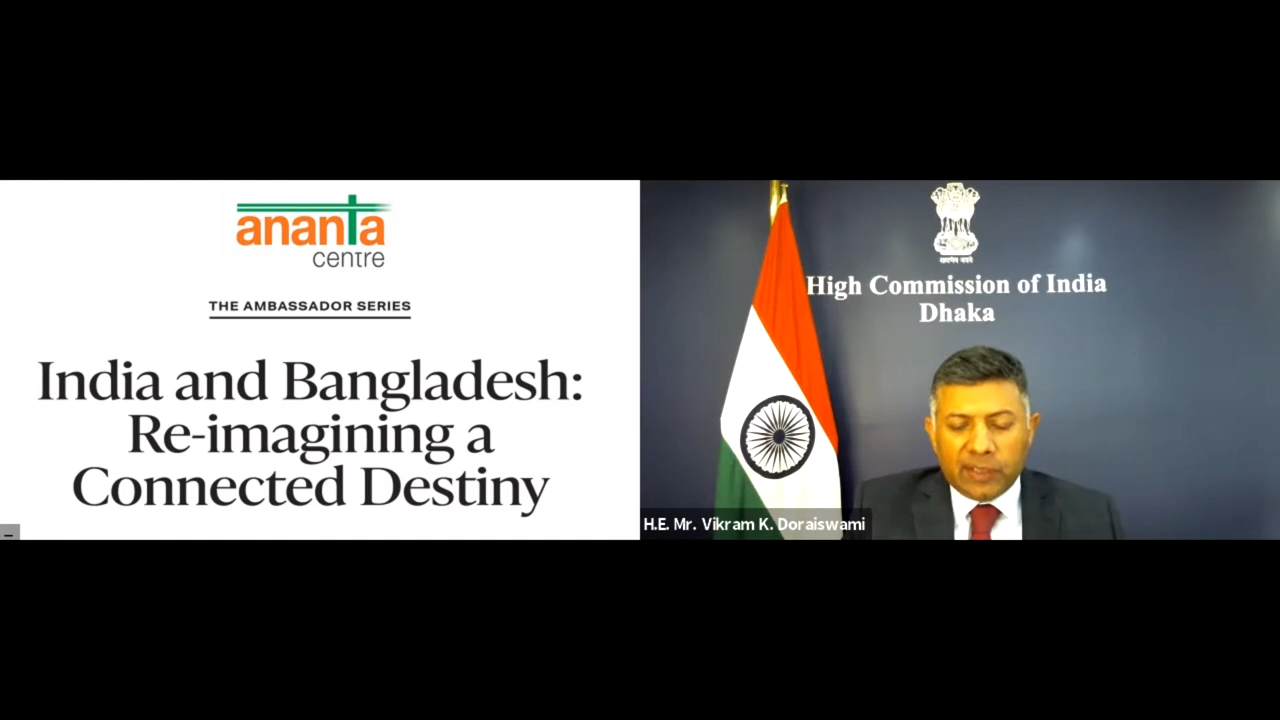 ananta
centre
THE AMBASSADOR SERIES
India and Bangladesh:
Re-imagining a
Connected Destiny
High Commission of India
Dhaka
H.E. Mr. Vikram K. Doraiswami